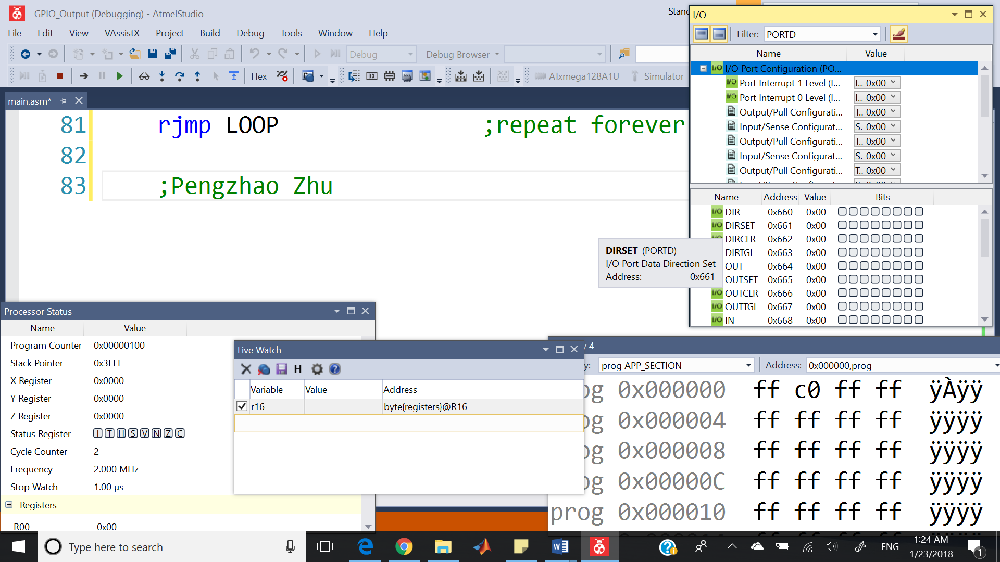 GPIO_Output (Debugging) - AtmelStudio
Stand
File Edit View VAssistX Project Build Debug Tools Window Help
Debug
Debug Browser
Hex
ATxmega128A1U
Simulator
main.asm*
81 rjmp LOOP ;repeat forever
82
83 ;Pengzhao Zhu
I/O
Filter: PORTD
Name Value
I/O Port Configuration (PO...
Port Interrupt 1 Level (I... I.. 0x00
Port Interrupt 0 Level (I... I.. 0x00
Output/Pull Configurati... T.. 0x00
Input/Sense Configurat... S. 0x00
Output/Pull Configurati... T.. 0x00
Input/Sense Configurat... S. 0x00
Output/Pull Configurati... T.. 0x00
Name Address Value Bits
I/O DIR 0x660 0x00
I/O DIRSET 0x661 0x00
DIRCLR 0x662 0x00
DIRTGL 0x663 0x00
OUT 0x664 0x00
OUTSET 0x665 0x00
I/O OUTCLR 0x666 0x00
I/O OUTTGL 0x667 0x00
I/O IN 0x668 0x00
DIRSET (PORTD)
I/O Port Data Direction Set
Address: 0x661
Processor Status
Name Value
Program Counter 0x00000100
Stack Pointer 0x3FFF
X Register 0x0000
Y Register 0x0000
Z Register 0x0000
Status Register I T H S V N Z C
Cycle Counter 2
Frequency 2.000 MHz
Stop Watch 1.00 µs
Registers
R00 0x00
Live Watch
H
Variable Value Address
r16 byte{registers}@R16
y 4
y: prog APP_SECTION Address: 0x000000,prog
og 0x000000 ff c0 ff ff ÿÀÿÿ
og 0x000004 ff ff ff ff ÿÿÿÿ
og 0x000008 ff ff ff ff ÿÿÿÿ
og 0x00000C ff ff ff ff ÿÿÿÿ
prog 0x000010 ff ff ff ff ÿÿÿÿ
Type here to search
ENG
1:24 AM
1/23/2018
1